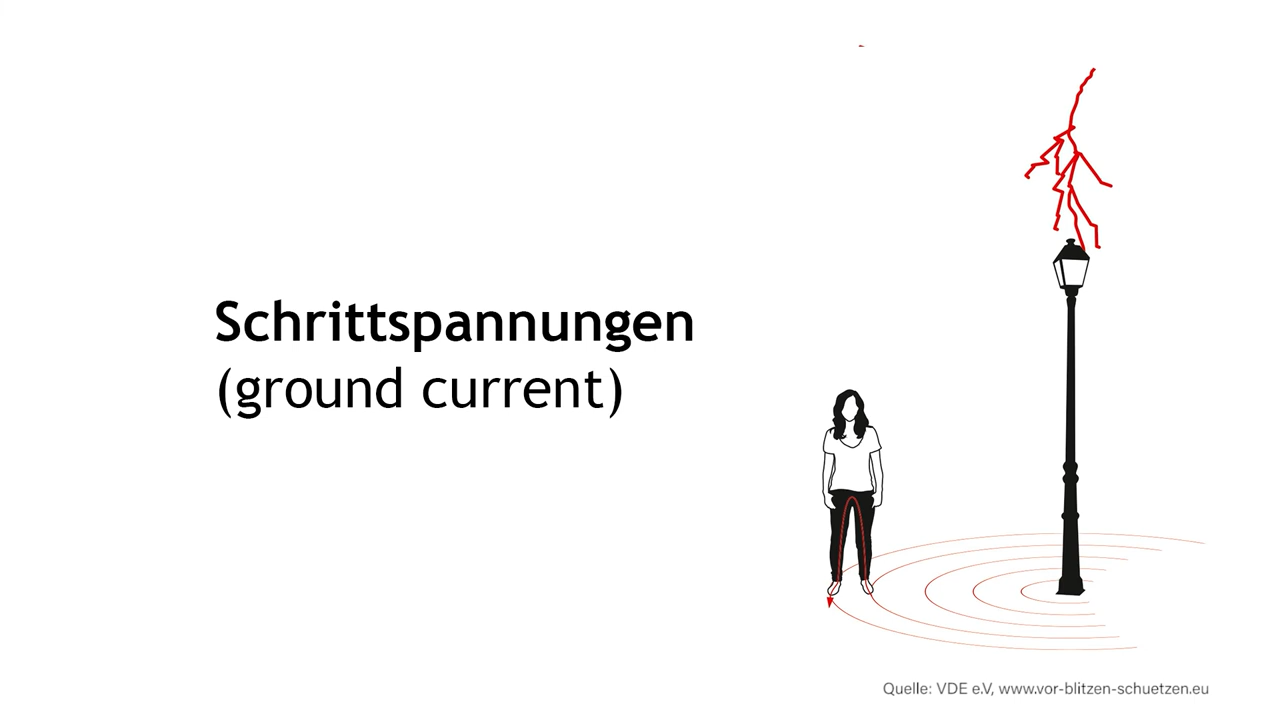 Schrittspannungen
(ground current)
Quelle: VDE e.V, www.vor-blitzen-schuetzen.eu